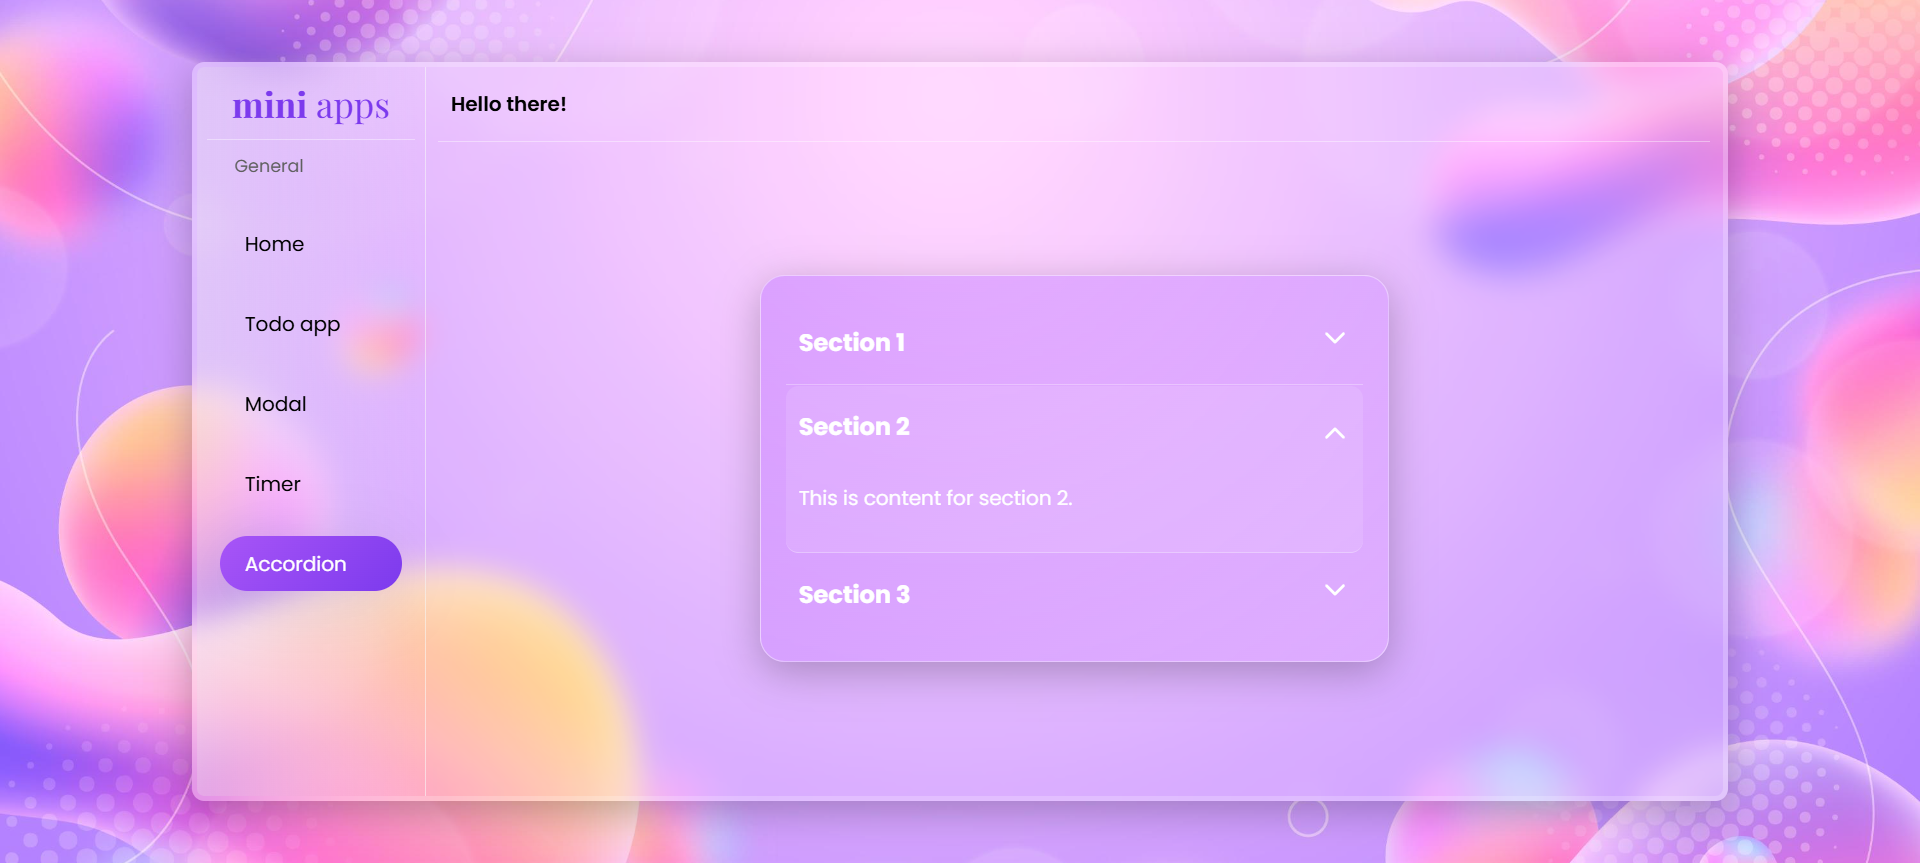 mini apps
Hello there!
General
Home
Todo app
Modal
Timer
Accordion
Section 1
Section 2
This is content for section 2.
Section 3